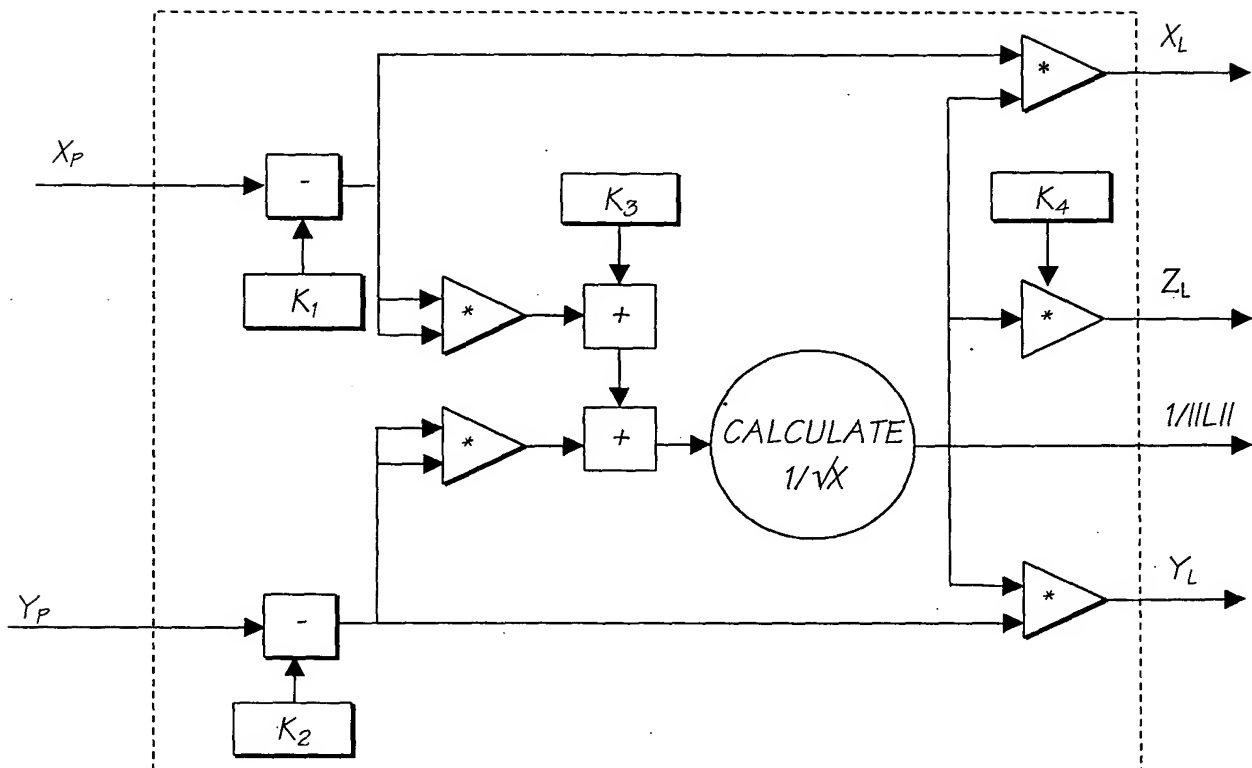 X_L
*
X_P
-
K_3
K_4
K_1
*
+
*
Z_L
*
+
CALCULATE
1/√X
1/||L||
Y_P
-
*
Y_L
K_2